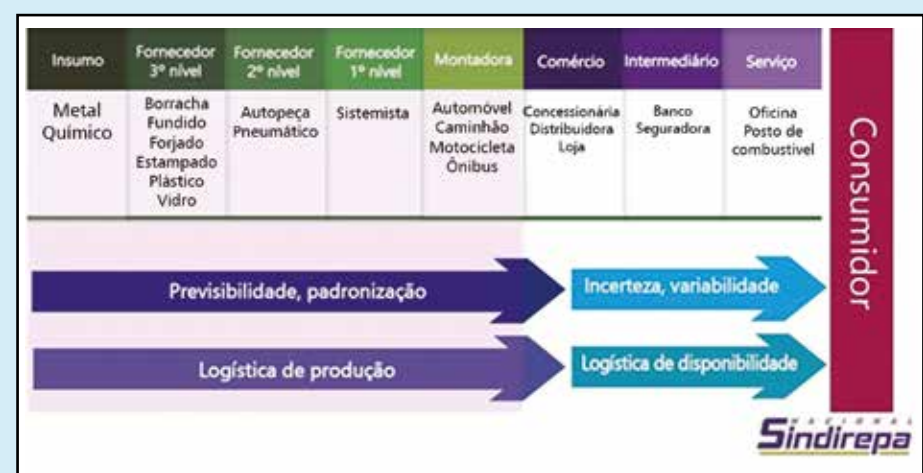 Insumo
Fornecedor
3º nível
Fornecedor
2º nível
Fornecedor
1º nível
Montadora
Comércio
Intermediário
Serviço
Metal
Químico
Borracha
Fundido
Forjado
Estampado
Plástico
Vidro
Autopeça
Pneumático
Sistemista
Automóvel
Caminhão
Motocicleta
Ônibus
Concessionária
Distribuidora
Loja
Banco
Seguradora
Oficina
Posto de
combustivel
Consumidor
Previsibilidade, padronização
Incerteza, variabilidade
Logística de produção
Logística de disponibilidade
NACIONAL
Sindirepa